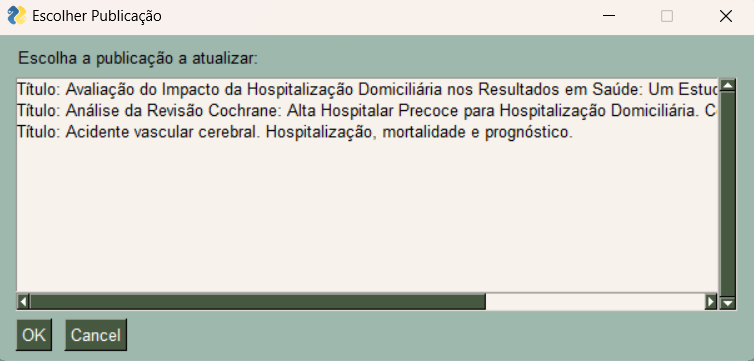 Escolher Publicação
Escolha a publicação a atualizar:
Título: Avaliação do Impacto da Hospitalização Domiciliária nos Resultados em Saúde: Um
Título: Análise da Revisão Cochrane: Alta Hospitalar Precoce para Hospitalização Domiciliária.
Título: Acidente vascular cerebral. Hospitalização, mortalidade e prognóstico.
OK Cancel